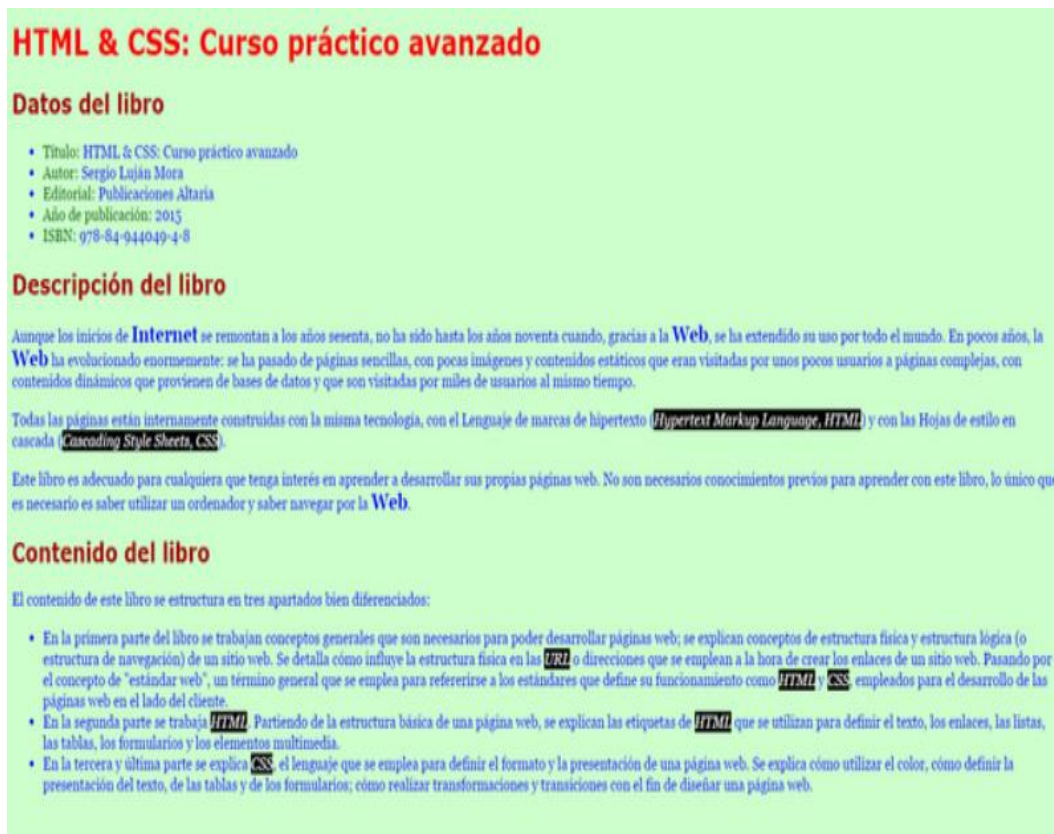 HTML & CSS: Curso práctico avanzado
Datos del libro
• Título: HTML & CSS: Curso práctico avanzado
• Autor: Sergio Luján Mora
• Editorial: Publicaciones Altaria
• Año de publicación: 2015
• ISBN: 978-84-944049-4-8
Descripción del libro
Aunque los inicios de Internet se remontan a los años sesenta, no ha sido hasta los años noventa cuando, gracias a la Web, se ha extendido su uso por todo el mundo. En pocos años, la
Web ha evolucionado enormemente: se ha pasado de páginas sencillas, con pocas imágenes y contenidos estáticos que eran visitadas por unos pocos usuarios a páginas complejas, con
contenidos dinámicos que provienen de bases de datos y que son visitadas por miles de usuarios al mismo tiempo.
Todas las páginas están internamente construidas con la misma tecnología, con el Lenguaje de marcas de hipertexto (Hypertext Markup Language, HTML) y con las Hojas de estilo en
cascada (Cascading Style Sheets, CSS).
Este libro es adecuado para cualquiera que tenga interés en aprender a desarrollar sus propias páginas web. No son necesarios conocimientos previos para aprender con este libro, lo único que
es necesario es saber utilizar un ordenador y saber navegar por la Web.
Contenido del libro
El contenido de este libro se estructura en tres apartados bien diferenciados:
• En la primera parte del libro se trabajan conceptos generales que son necesarios para poder desarrollar páginas web; se explican conceptos de estructura física y estructura lógica (o
estructura de navegación) de un sitio web. Se detalla cómo influye la estructura física en las URL o direcciones que se emplean a la hora de crear los enlaces de un sitio web. Pasando por
el concepto de "estándar web", un término general que se emplea para refererirse a los estándares que define su funcionamiento como HTML y CSS, empleados para el desarrollo de las
páginas web en el lado del cliente.
• En la segunda parte se trabaja HTML. Partiendo de la estructura básica de una página web, se explican las etiquetas de HTML que se utilizan para definir el texto, los enlaces, las listas,
las tablas, los formularios y los elementos multimedia.
• En la tercera y última parte se explica CSS, el lenguaje que se emplea para definir el formato y la presentación de una página web. Se explica cómo utilizar el color, cómo definir la
presentación del texto, de las tablas y de los formularios; cómo realizar transformaciones y transiciones con el fin de diseñar una página web.